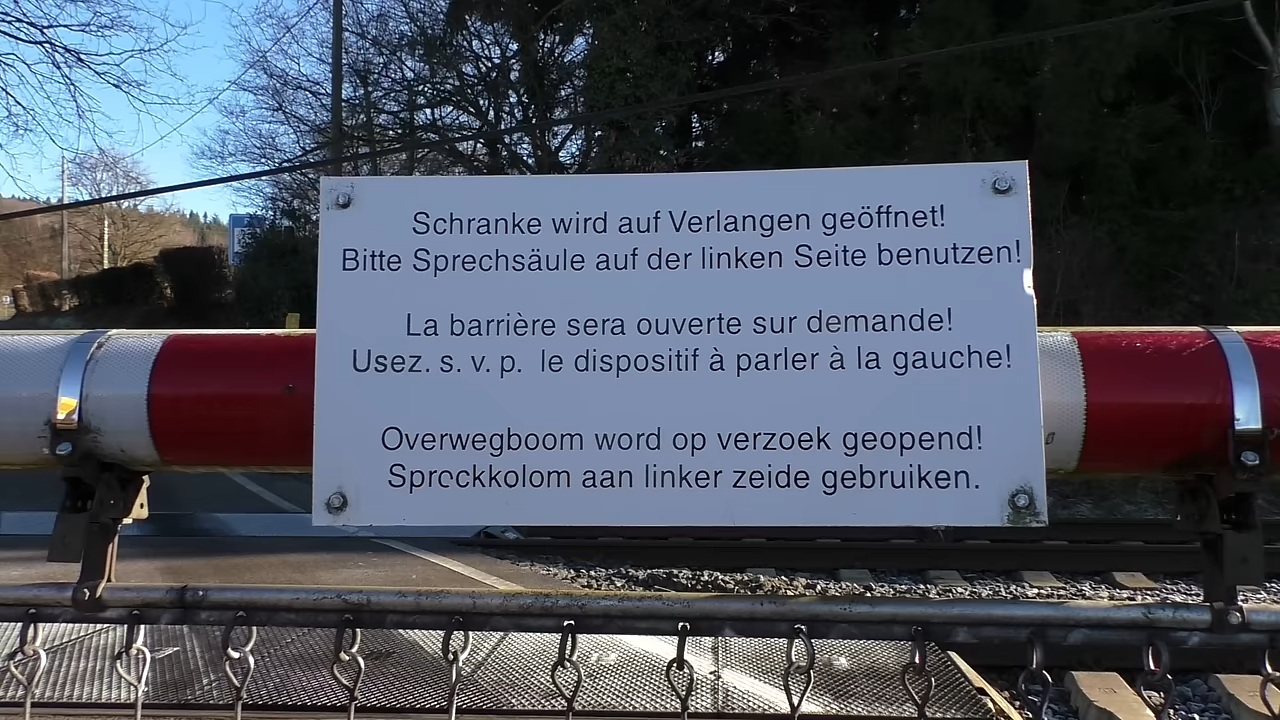 Schranke wird auf Verlangen geöffnet!
Bitte Sprechsäule auf der linken Seite benutzen!
La barrière sera ouverte sur demande!
Usez. s. v. p. le dispositif à parler à la gauche!
Overwegboom word op verzoek geopend!
Spreckkolom aan linker zeide gebruiken.